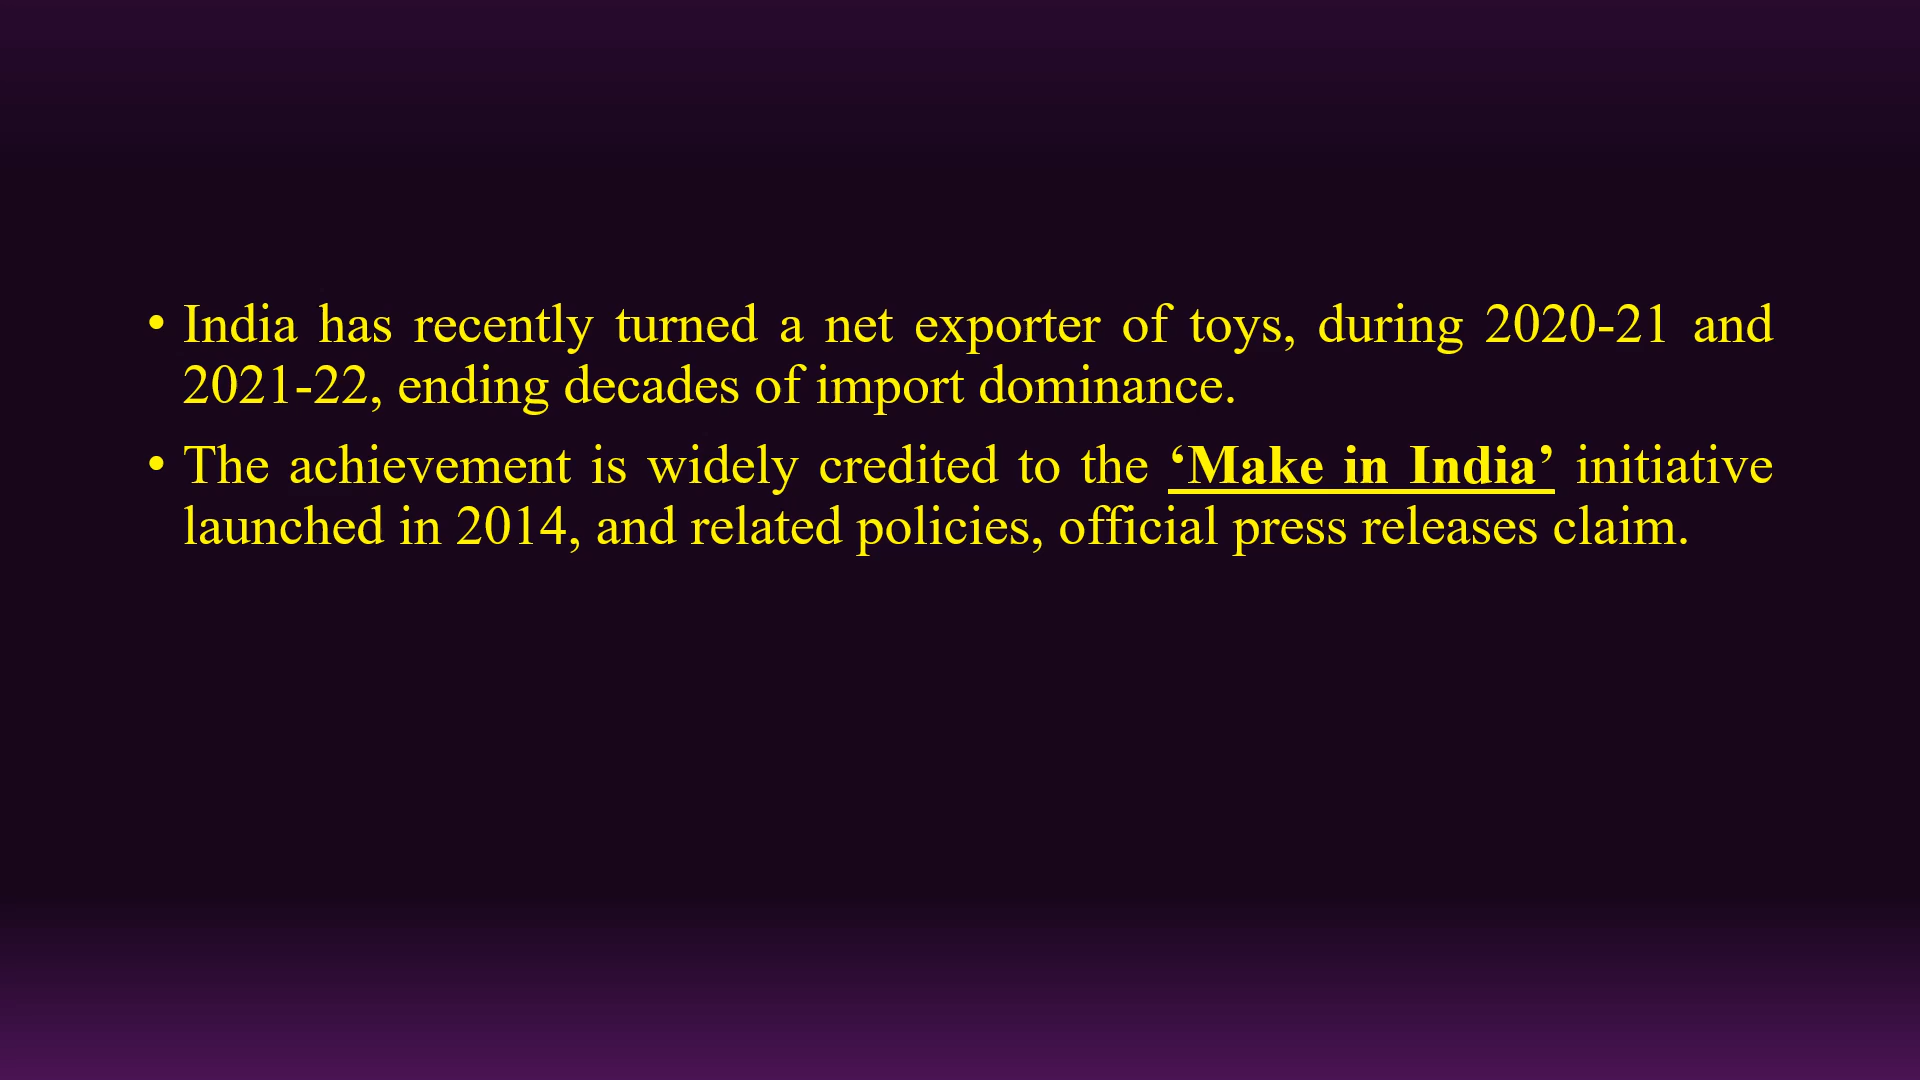 • India has recently turned a net exporter of toys, during 2020-21 and
2021-22, ending decades of import dominance.
• The achievement is widely credited to the ‘Make in India’ initiative
launched in 2014, and related policies, official press releases claim.